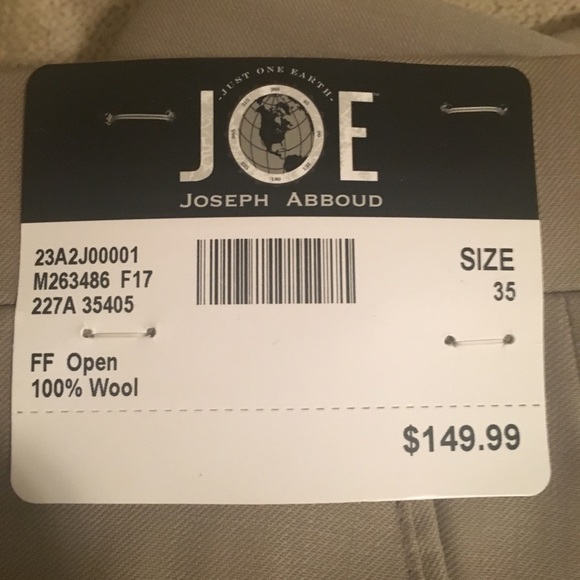 - JUST ONE EARTH -
JOE
JOSEPH ABBOUD
23A2J00001
M263486 F17
227A 35405
SIZE
35
FF Open
100% Wool
$149.99